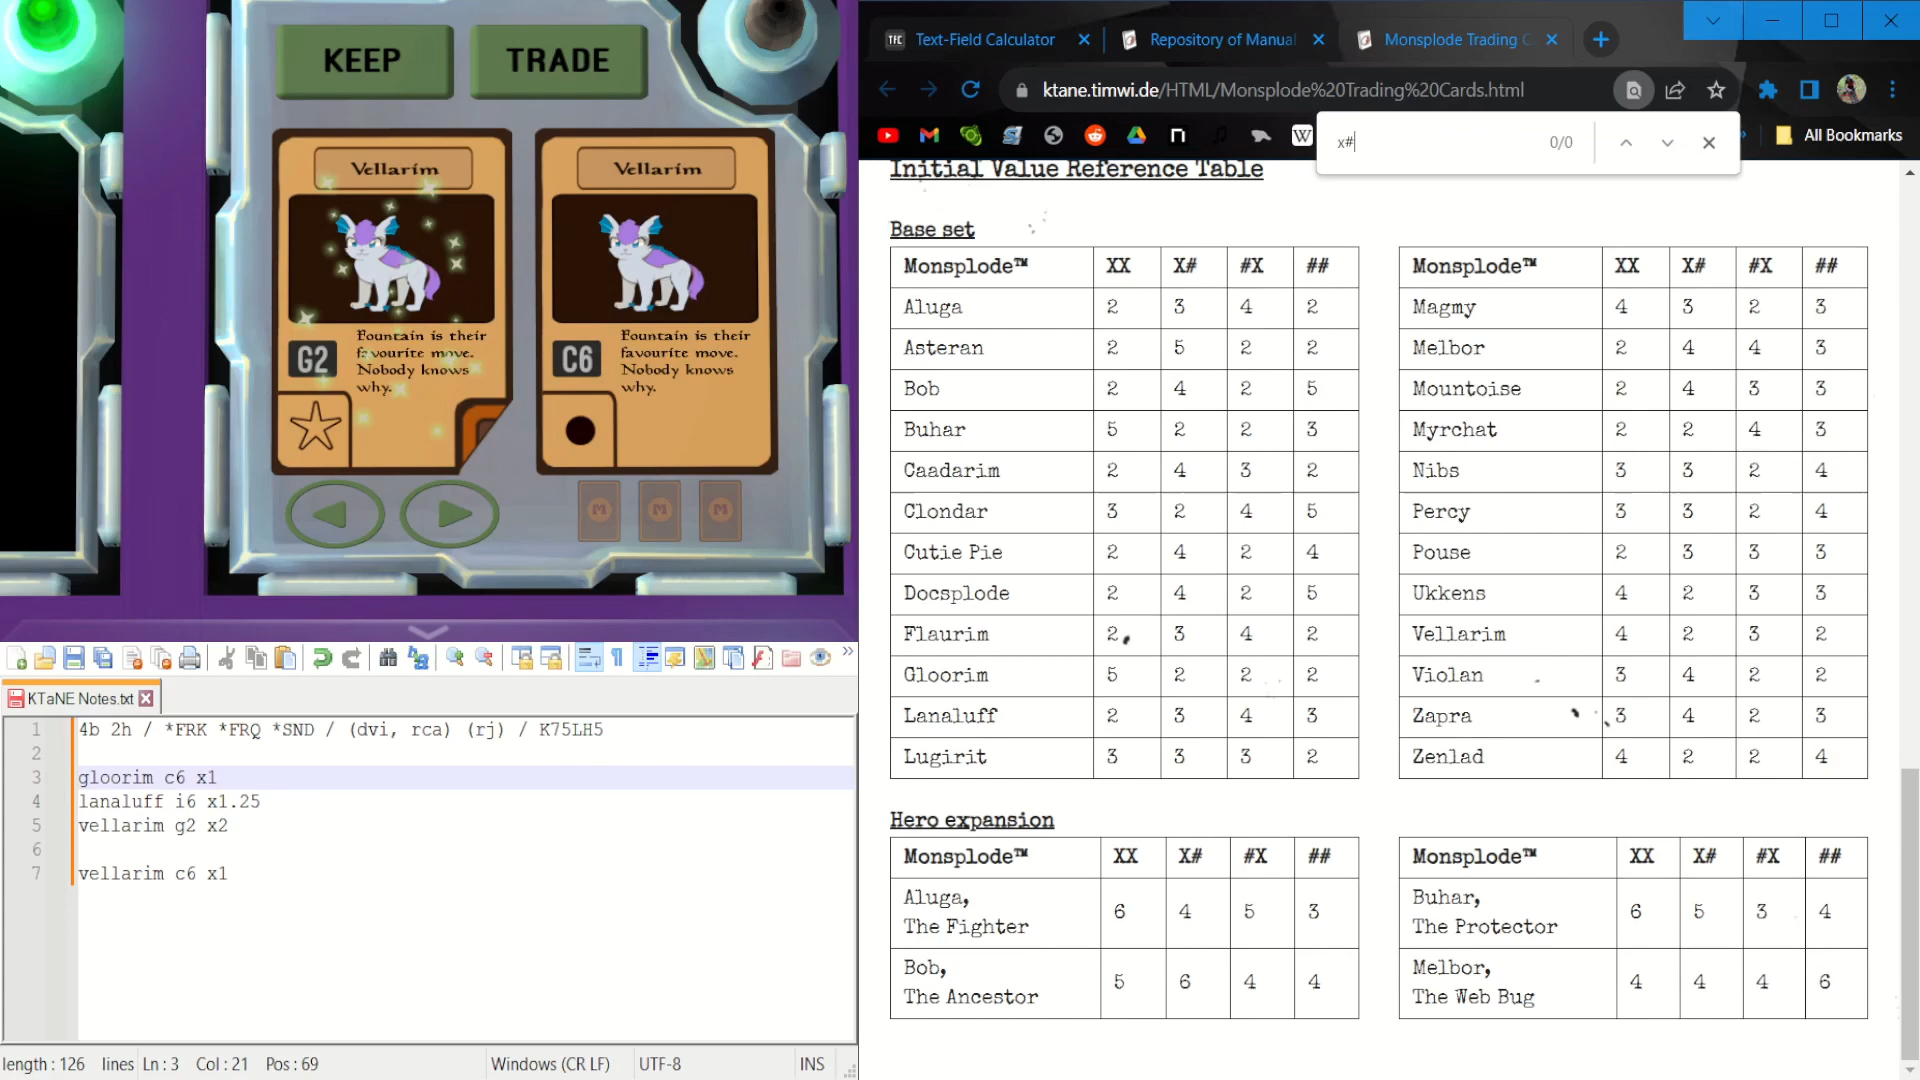 KEEP TRADE
Vellarim
G2
Fountain is their
favourite move.
Nobody knows
why.
Vellarim
C6
Fountain is their
favourite move.
Nobody knows
why.
M M M
KTaNE Notes.txt
1 4b 2h / *FRK *FRQ *SND / (dvi, rca) (rj) / K75LH5
2
3 gloorim c6 x1
4 lanaluff i6 x1.25
5 vellarim g2 x2
6
7 vellarim c6 x1
length : 126 lines Ln : 3 Col : 21 Pos : 69 Windows (CR LF) UTF-8 INS
TFC Text-Field Calculator Repository of Manual Monsplode Trading C
ktane.timwi.de/HTML/Monsplode%20Trading%20Cards.html
W All Bookmarks
x# 0/0
Initial Value Reference Table
Base set
Monsplode™ XX X# #X ##
Aluga 2 3 4 2
Asteran 2 5 2 2
Bob 2 4 2 5
Buhar 5 2 2 3
Caadarim 2 4 3 2
Clondar 3 2 4 5
Cutie Pie 2 4 2 4
Docsplode 2 4 2 5
Flaurim 2 3 4 2
Gloorim 5 2 2 2
Lanaluff 2 3 4 3
Lugirit 3 3 3 2
Monsplode™ XX X# #X ##
Magmy 4 3 2 3
Melbor 2 4 4 3
Mountoise 2 4 3 3
Myrchat 2 2 4 3
Nibs 3 3 2 4
Percy 3 3 2 4
Pouse 2 3 3 3
Ukkens 4 2 3 3
Vellarim 4 2 3 2
Violan 3 4 2 2
Zapra 3 4 2 3
Zenlad 4 2 2 4
Hero expansion
Monsplode™ XX X# #X ##
Aluga,
The Fighter 6 4 5 3
Bob,
The Ancestor 5 6 4 4
Monsplode™ XX X# #X ##
Buhar,
The Protector 6 5 3 4
Melbor,
The Web Bug 4 4 4 6